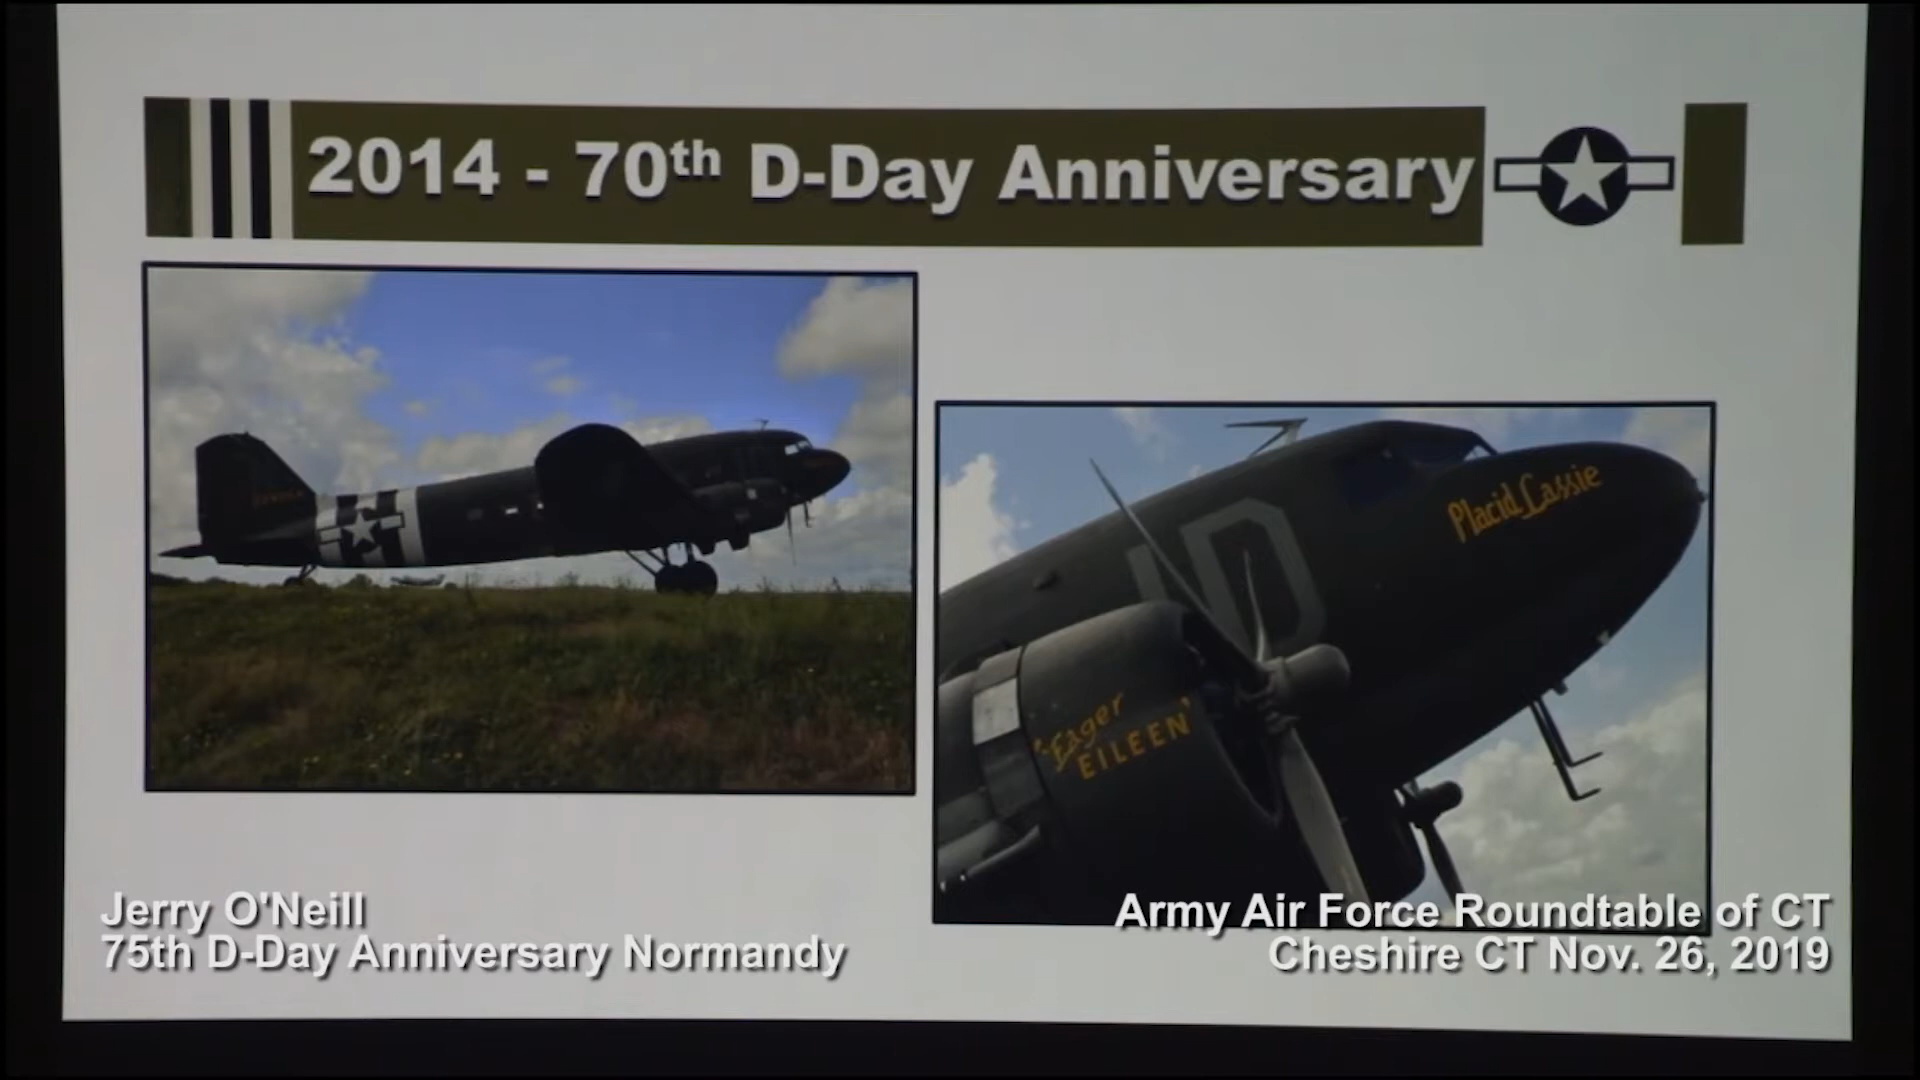 2014 - 70th D-Day Anniversary
Placid Lassie
D
"Eager
EILEEN"
Jerry O'Neill
75th D-Day Anniversary Normandy
Army Air Force Roundtable of CT
Cheshire CT Nov. 26, 2019